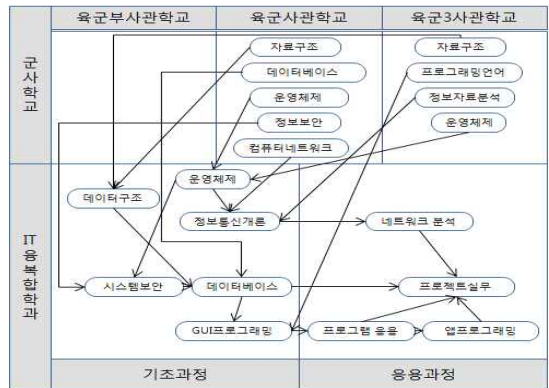 육군부사관학교 육군사관학교 육군3사관학교
군사학교
자료구조 자료구조
데이터베이스 프로그래밍언어
운영체제 정보자료분석
정보보안 운영체제
컴퓨터네트워크
IT융복합학과
운영체제
데이터구조
정보통신개론 네트워크 분석
시스템보안 데이터베이스 프로젝트실무
GUI프로그래밍 프로그램 응용 앱프로그래밍
기초과정 응용과정